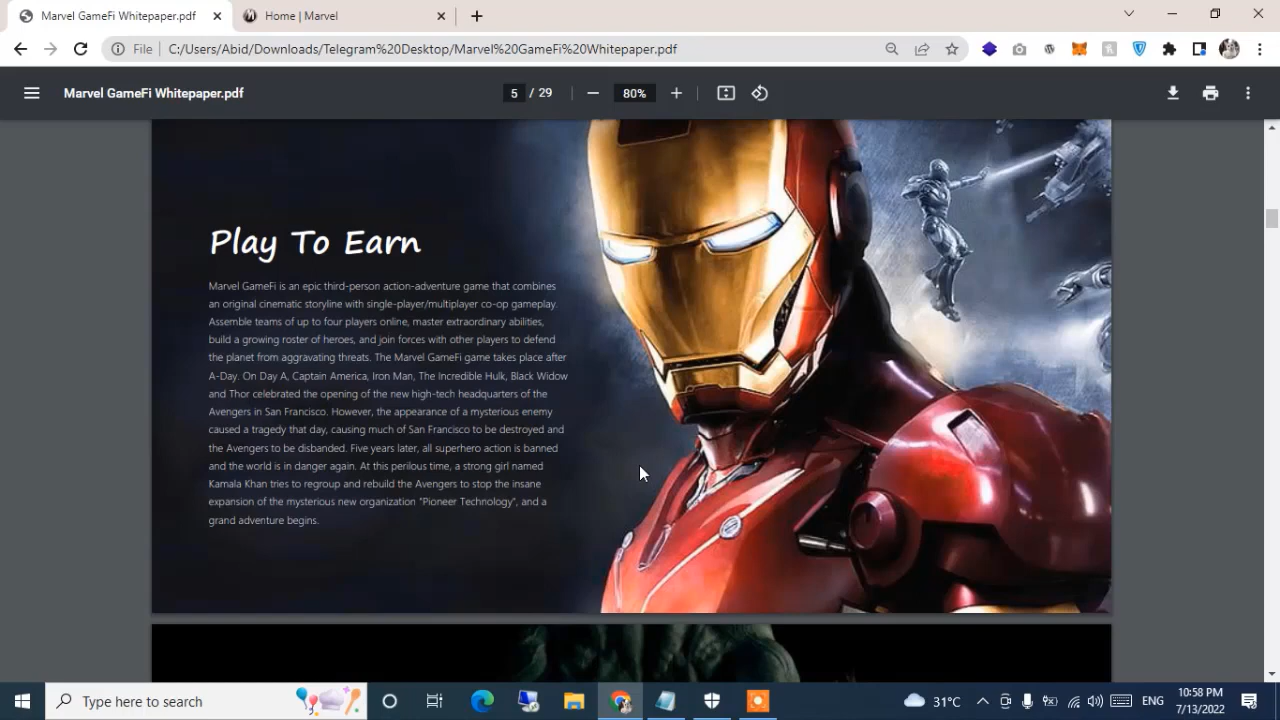 Marvel GameFi Whitepaper.pdf
Home | Marvel
File
C:/Users/Abid/Downloads/Telegram%20Desktop/Marvel%20GameFi%20Whitepaper.pdf
Marvel GameFi Whitepaper.pdf
5 / 29
80%
Play To Earn
Marvel GameFi is an epic third-person action-adventure game that combines
an original cinematic storyline with single-player/multiplayer co-op gameplay.
Assemble teams of up to four players online, master extraordinary abilities,
build a growing roster of heroes, and join forces with other players to defend
the planet from aggravating threats. The Marvel GameFi game takes place after
A-Day. On Day A, Captain America, Iron Man, The Incredible Hulk, Black Widow
and Thor celebrated the opening of the new high-tech headquarters of the
Avengers in San Francisco. However, the appearance of a mysterious enemy
caused a tragedy that day, causing much of San Francisco to be destroyed and
the Avengers to be disbanded. Five years later, all superhero action is banned
and the world is in danger again. At this perilous time, a strong girl named
Kamala Khan tries to regroup and rebuild the Avengers to stop the insane
expansion of the mysterious new organization "Pioneer Technology", and a
grand adventure begins.
Type here to search
31°C
ENG
10:58 PM
7/13/2022